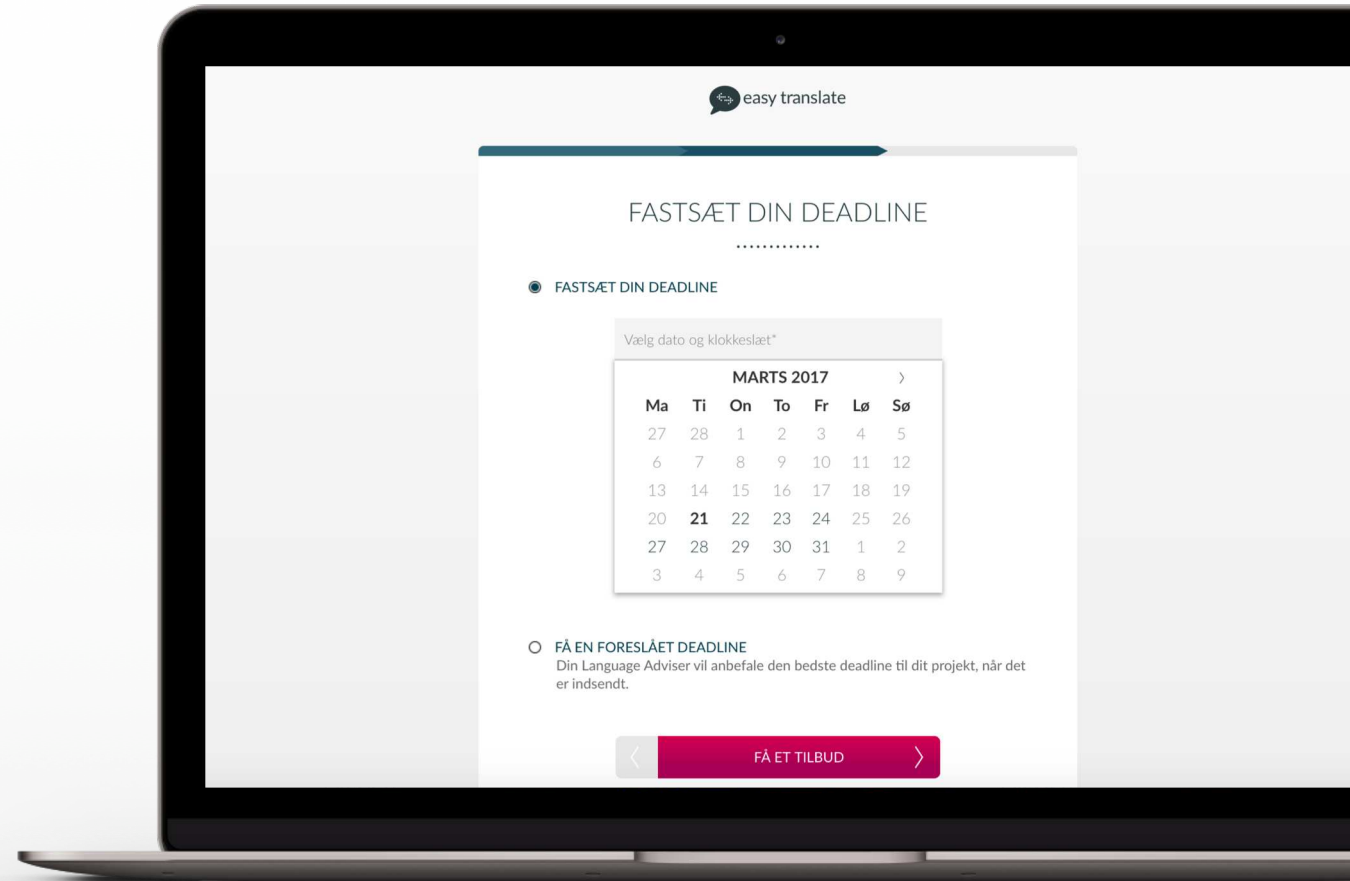 easy translate
FASTSÆT DIN DEADLINE
FASTSÆT DIN DEADLINE
Vælg dato og klokkeslæt*
MARTS 2017
Ma Ti On To Fr Lø Sø
27 28 1 2 3 4 5
6 7 8 9 10 11 12
13 14 15 16 17 18 19
20 21 22 23 24 25 26
27 28 29 30 31 1 2
3 4 5 6 7 8 9
FÅ EN FORESLÅET DEADLINE
Din Language Adviser vil anbefale den bedste deadline til dit projekt, når det
er indsendt.
FÅ ET TILBUD